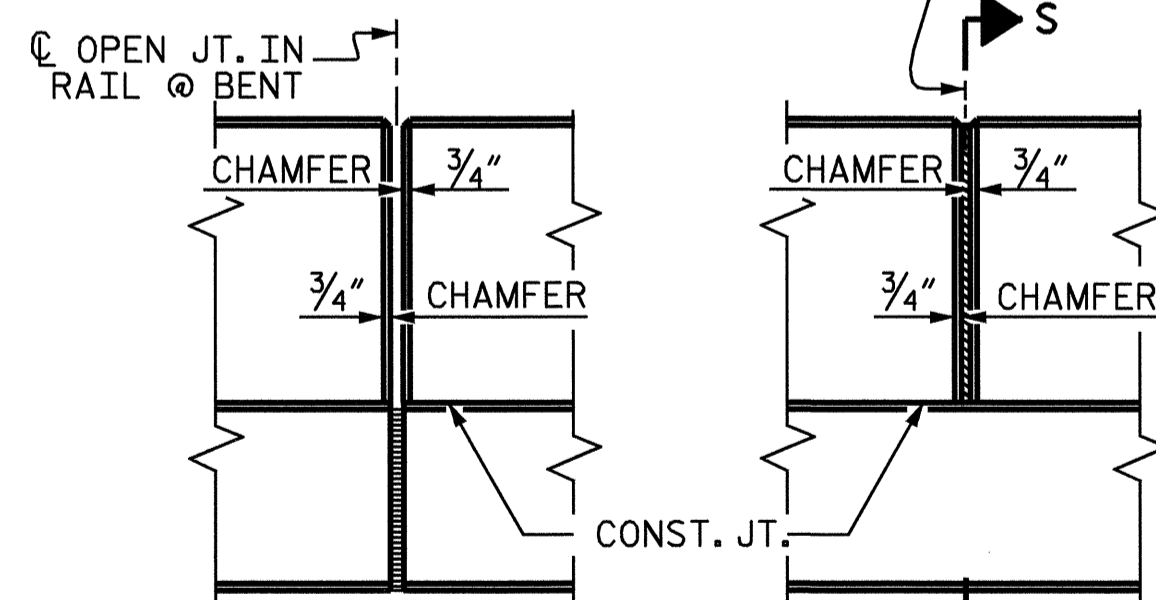 ℄ OPEN JT. IN
RAIL @ BENT
S
CHAMFER 3/4"
3/4" CHAMFER
CHAMFER 3/4"
3/4" CHAMFER
CONST. JT.